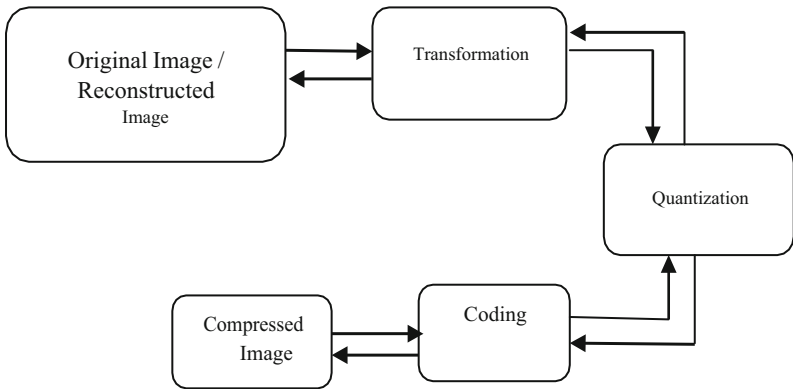 Original Image /
Reconstructed
Image
Transformation
Quantization
Coding
Compressed
Image